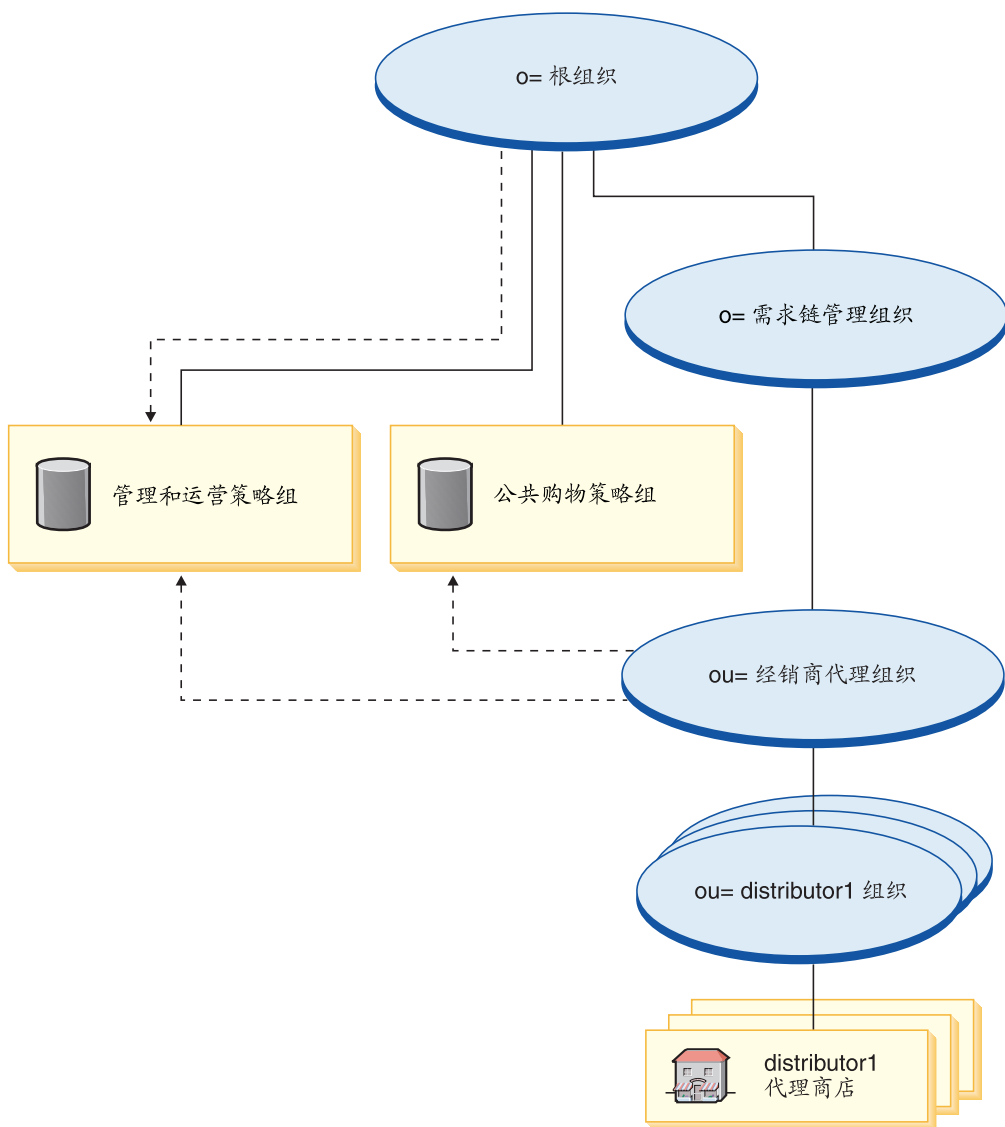 o= 根组织
o= 需求链管理组织
管理和运营策略组
公共购物策略组
ou= 经销商代理组织
ou= distributor1 组织
distributor1
代理商店